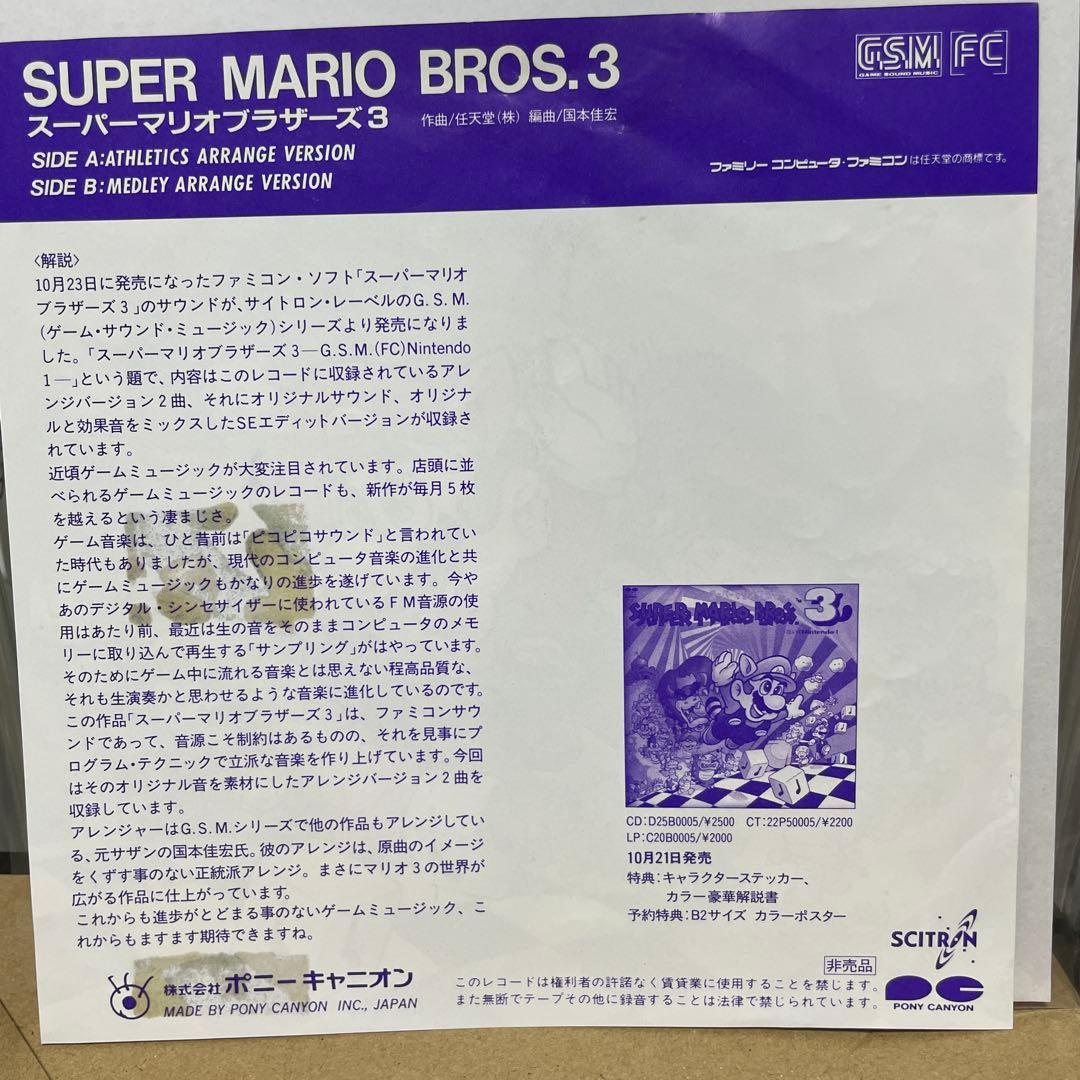 SUPER MARIO BROS.3
GSM FC
GAME SOUND MUSIC
スーパーマリオブラザーズ3 作曲/任天堂(株) 編曲/国本佳宏
SIDE A:ATHLETICS ARRANGE VERSION
SIDE B:MEDLEY ARRANGE VERSION
ファミリー コンピュータ・ファミコンは任天堂の商標です。
〈解説〉
10月23日に発売になったファミコン・ソフト「スーパーマリオ
ブラザーズ3」のサウンドが、サイトロン・レーベルのG.S.M.
(ゲーム・サウンド・ミュージック)シリーズより発売になりま
した。「スーパーマリオブラザーズ3―G.S.M.(FC)Nintendo
1―」という題で、内容はこのレコードに収録されているアレ
ンジバージョン2曲、それにオリジナルサウンド、オリジナ
ルと効果音をミックスしたSEエディットバージョンが収録さ
れています。
近頃ゲームミュージックが大変注目されています。店頭に並
べられるゲームミュージックのレコードも、新作が毎月5枚
を越えるという凄まじさ。
ゲーム音楽は、ひと昔前は「ピコピコサウンド」と言われてい
た時代もありましたが、現代のコンピュータ音楽の進化と共
にゲームミュージックもかなりの進歩を遂げています。今や
あのデジタル・シンセサイザーに使われているFM音源の使
用はあたり前、最近は生の音をそのままコンピュータのメモ
リーに取り込んで再生する「サンプリング」がはやっています。
そのためにゲーム中に流れる音楽とは思えない程高品質な、
それも生演奏かと思わせるような音楽に進化しているのです。
この作品「スーパーマリオブラザーズ3」は、ファミコンサウ
ンドであって、音源こそ制約はあるものの、それを見事にプ
ログラム・テクニックで立派な音楽を作り上げています。今回
はそのオリジナル音を素材にしたアレンジバージョン2曲を
収録しています。
アレンジャーはG.S.M.シリーズで他の作品もアレンジしてい
る、元サザンの国本佳宏氏。彼のアレンジは、原曲のイメージ
をくずす事のない正統派アレンジ。まさにマリオ3の世界が
広がる作品に仕上がっています。
これからも進歩がとどまる事のないゲームミュージック、こ
れからもますます期待できますね。
SUPER MARIO BROS. 3
Nintendo 1
CD:D25B0005/¥2500 CT:22P50005/¥2200
LP:C20B0005/¥2000
10月21日発売
特典:キャラクターステッカー、
カラー豪華解説書
予約特典:B2サイズ カラーポスター
SCITRON
株式会社 ポニーキャニオン
MADE BY PONY CANYON INC., JAPAN
非売品
このレコードは権利者の許諾なく賃貸業に使用することを禁じます。
また無断でテープその他に録音することは法律で禁じられています。
PC
PONY CANYON